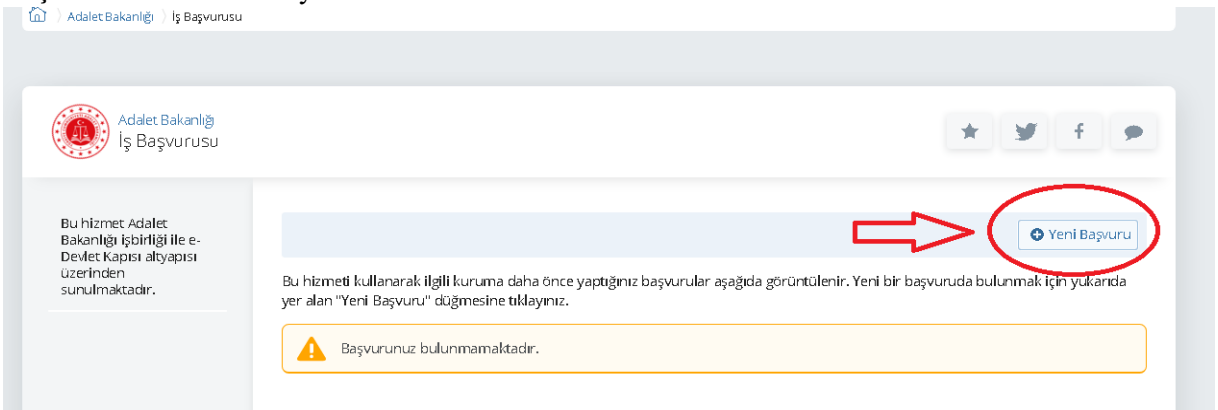 Adalet Bakanlığı
İş Başvurusu
Adalet Bakanlığı
İş Başvurusu
Bu hizmet Adalet
Bakanlığı işbirliği ile e-
Devlet Kapısı altyapısı
üzerinden
sunulmaktadır.
Yeni Başvuru
Bu hizmeti kullanarak ilgili kuruma daha önce yaptığınız başvurular aşağıda görüntülenir. Yeni bir başvuruda bulunmak için yukarıda
yer alan "Yeni Başvuru" düğmesine tıklayınız.
Başvurunuz bulunmamaktadır.